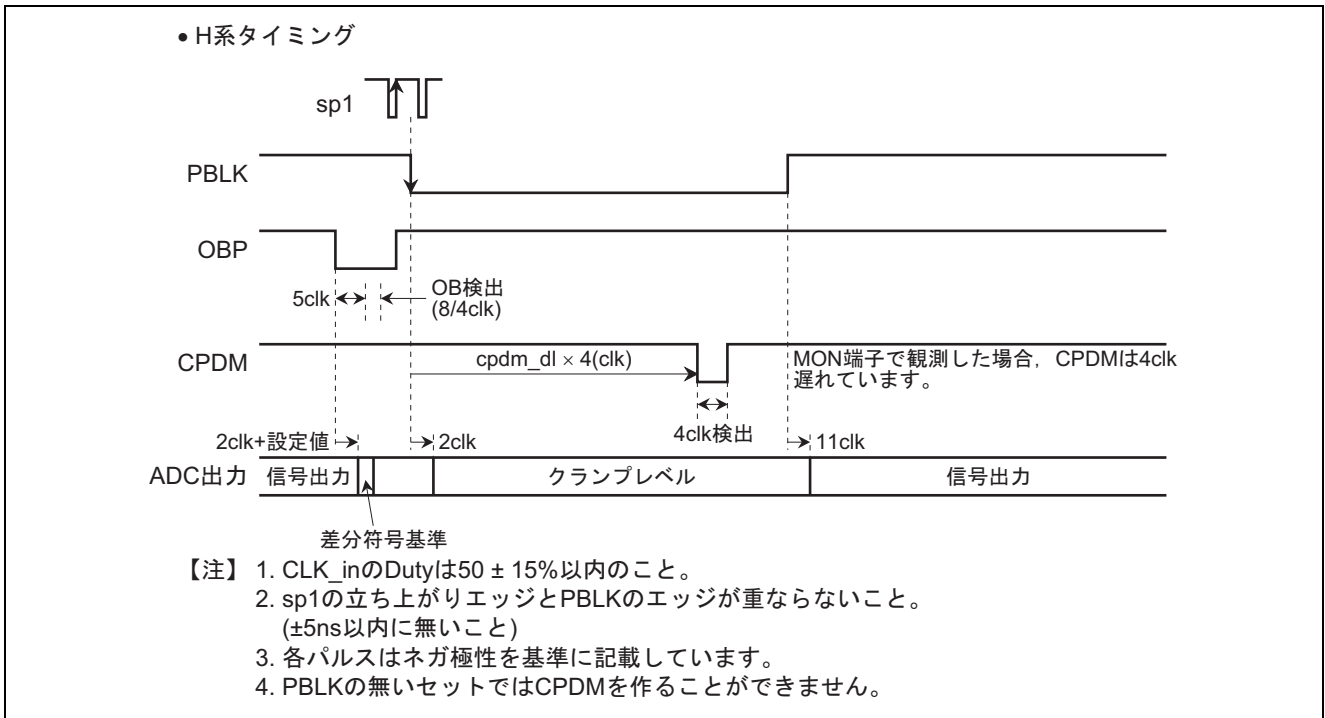 • H系タイミング
sp1
PBLK
OBP
5clk
OB検出
(8/4clk)
CPDM
cpdm_dl × 4(clk)
MON端子で観測した場合，CPDMは4clk
遅れています。
4clk検出
2clk+設定値
2clk
11clk
ADC出力
信号出力
クランプレベル
信号出力
差分符号基準
【注】 1. CLK_inのDutyは50 ± 15%以内のこと。
2. sp1の立ち上がりエッジとPBLKのエッジが重ならないこと。
(±5ns以内に無いこと)
3. 各パルスはネガ極性を基準に記載しています。
4. PBLKの無いセットではCPDMを作ることができません。